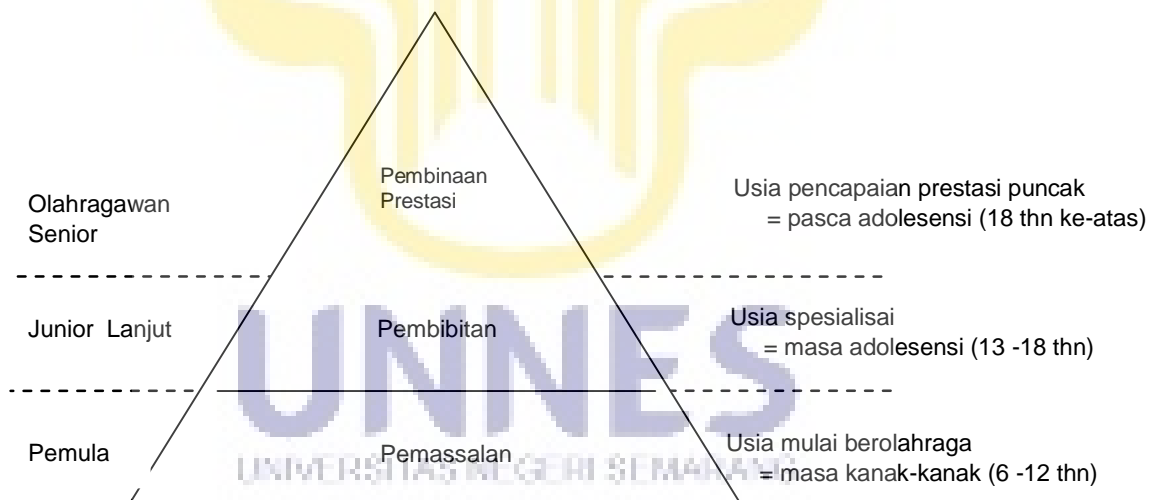 Pembinaan
Prestasi
Olahragawan
Senior
Usia pencapaian prestasi puncak
= pasca adolesensi (18 thn ke-atas)
Junior Lanjut
Pembibitan
Usia spesialisai
= masa adolesensi (13 -18 thn)
Pemula
Pemassalan
Usia mulai berolahraga
= masa kanak-kanak (6 -12 thn)
UNNES
UNIVERSITAS NEGERI SEMARANG